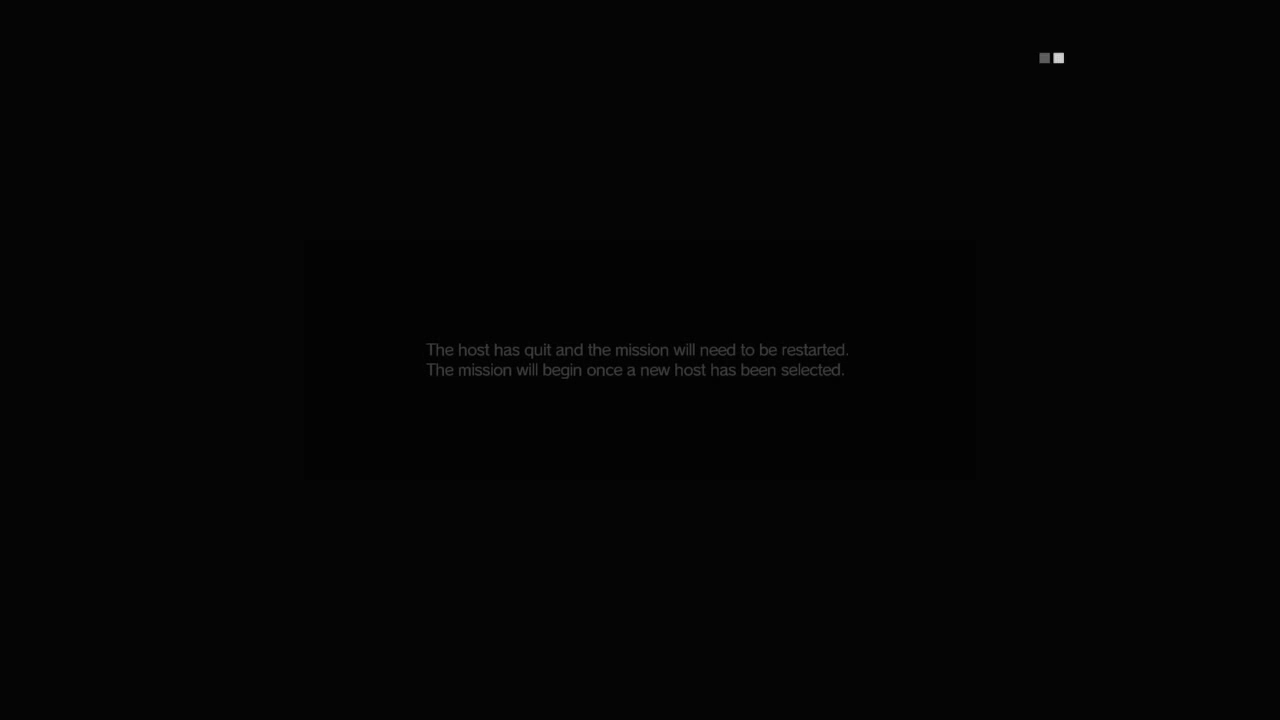 The host has quit and the mission will need to be restarted.
The mission will begin once a new host has been selected.